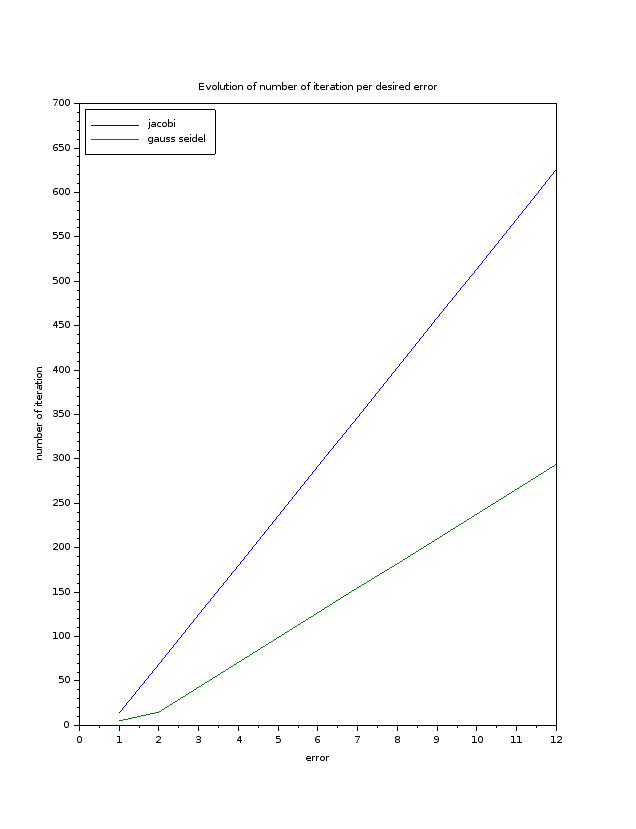 Evolution of number of iteration per desired error
jacobi
gauss seidel
number of iteration
700
650
600
550
500
450
400
350
300
250
200
150
100
50
0
0 1 2 3 4 5 6 7 8 9 10 11 12
error